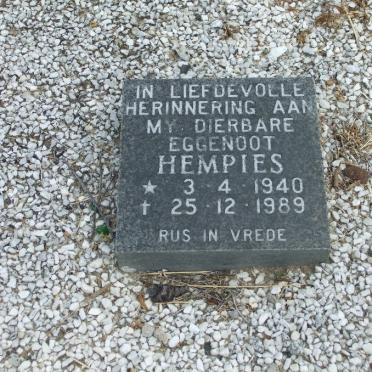 IN LIEFDEVOLLE
HERINNERING AAN
MY DIERBARE
EGGENOOT
HEMPIES
★ 3 4 1940
✝ 25 12 1989
RUS IN VREDE